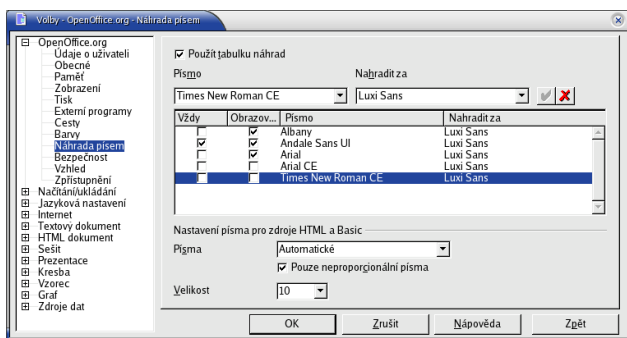 Volby - OpenOffice.org - Náhrada písem
OpenOffice.org
Údaje o uživateli
Obecné
Paměť
Zobrazení
Tisk
Externí programy
Cesty
Barvy
Náhrada písem
Bezpečnost
Vzhled
Zpřístupnění
Načítání/ukládání
Jazyková nastavení
Internet
Textový dokument
HTML dokument
Sešit
Prezentace
Kresba
Vzorec
Graf
Zdroje dat
Použít tabulku náhrad
Písmo Nahradit za
Times New Roman CE Luxi Sans
Vždy Obrazov... Písmo Nahradit za
Albany Luxi Sans
Andale Sans UI Luxi Sans
Arial Luxi Sans
Arial CE Luxi Sans
Times New Roman CE Luxi Sans
Nastavení písma pro zdroje HTML a Basic
Písma Automatické
Pouze neproporcionální písma
Velikost 10
OK Zrušit Nápověda Zpět